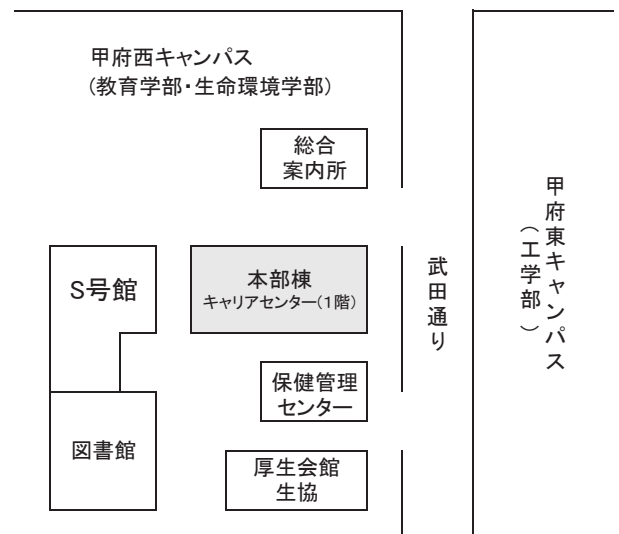 甲府西キャンパス
(教育学部・生命環境学部)
総合
案内所
S号館
本部棟
キャリアセンター(1階)
武田通り
甲府東キャンパス
(工学部)
保健管理
センター
図書館
厚生会館
生協